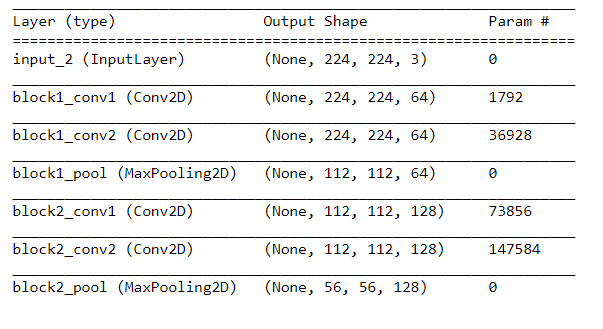 Layer (type) Output Shape Param #
input_2 (InputLayer) (None, 224, 224, 3) 0
block1_conv1 (Conv2D) (None, 224, 224, 64) 1792
block1_conv2 (Conv2D) (None, 224, 224, 64) 36928
block1_pool (MaxPooling2D) (None, 112, 112, 64) 0
block2_conv1 (Conv2D) (None, 112, 112, 128) 73856
block2_conv2 (Conv2D) (None, 112, 112, 128) 147584
block2_pool (MaxPooling2D) (None, 56, 56, 128) 0